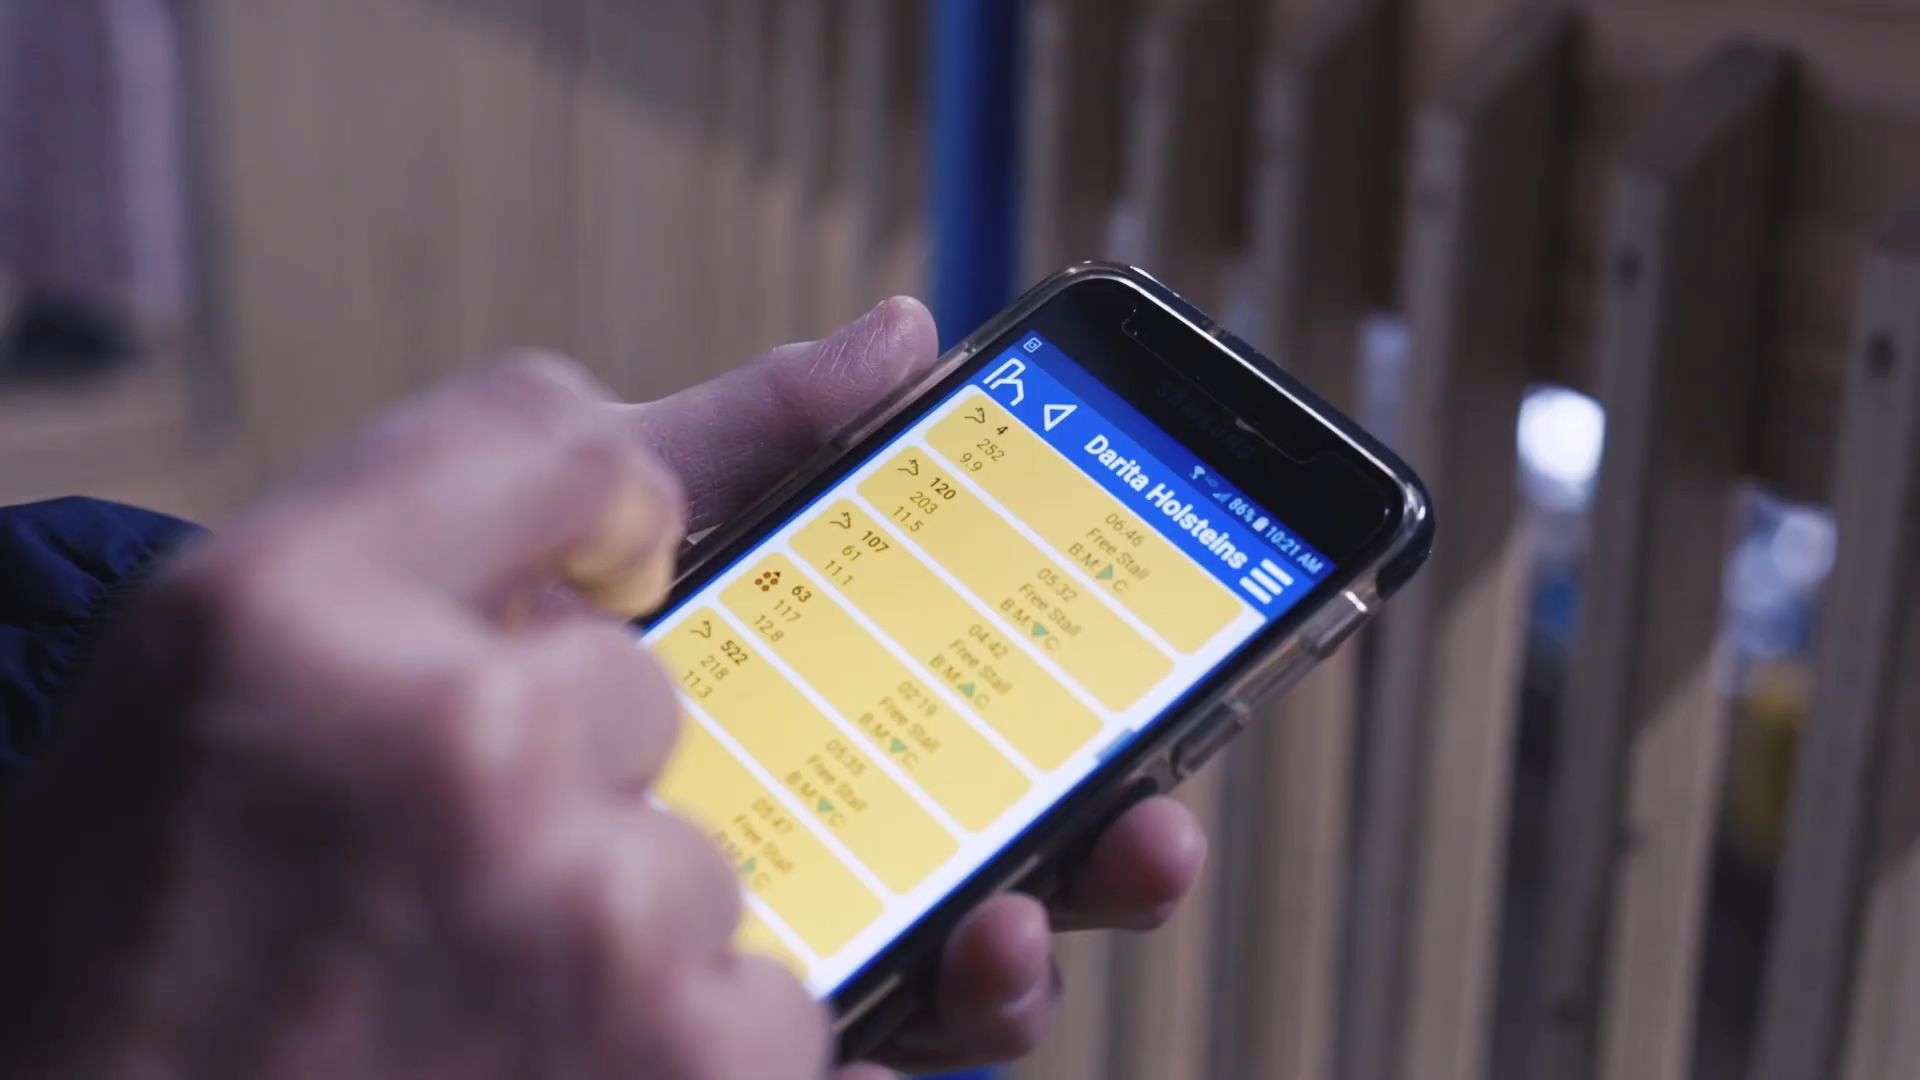 SAMSUNG
86% 10:21 AM
Darita Holsteins
4
252
9.9
06:46
Free Stall
B.M. C.
120
203
11.5
05:32
Free Stall
B.M. C.
107
61
11.1
04:42
Free Stall
B.M. C.
63
117
12.8
02:19
Free Stall
B.M. C.
522
218
11.3
05:35
Free Stall
B.M. C.
05:47
Free Stall
B.M. C.